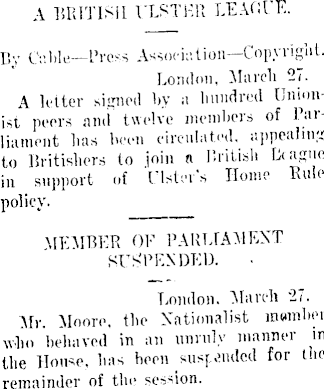 A BRITISH ULSTER LEAGUE.
By Cable—Press Association—Copyright.
London, March 27.
A letter signed by a hundred Union-
ist peers and twelve members of Par-
liament has been circulated, appealing
to Britishers to join a British League
in support of Ulster's Home Rule
policy.
MEMBER OF PARLIAMENT
SUSPENDED.
London, March 27.
Mr. Moore, the Nationalist member
who behaved in an unruly manner in
the House, has been suspended for the
remainder of the session.